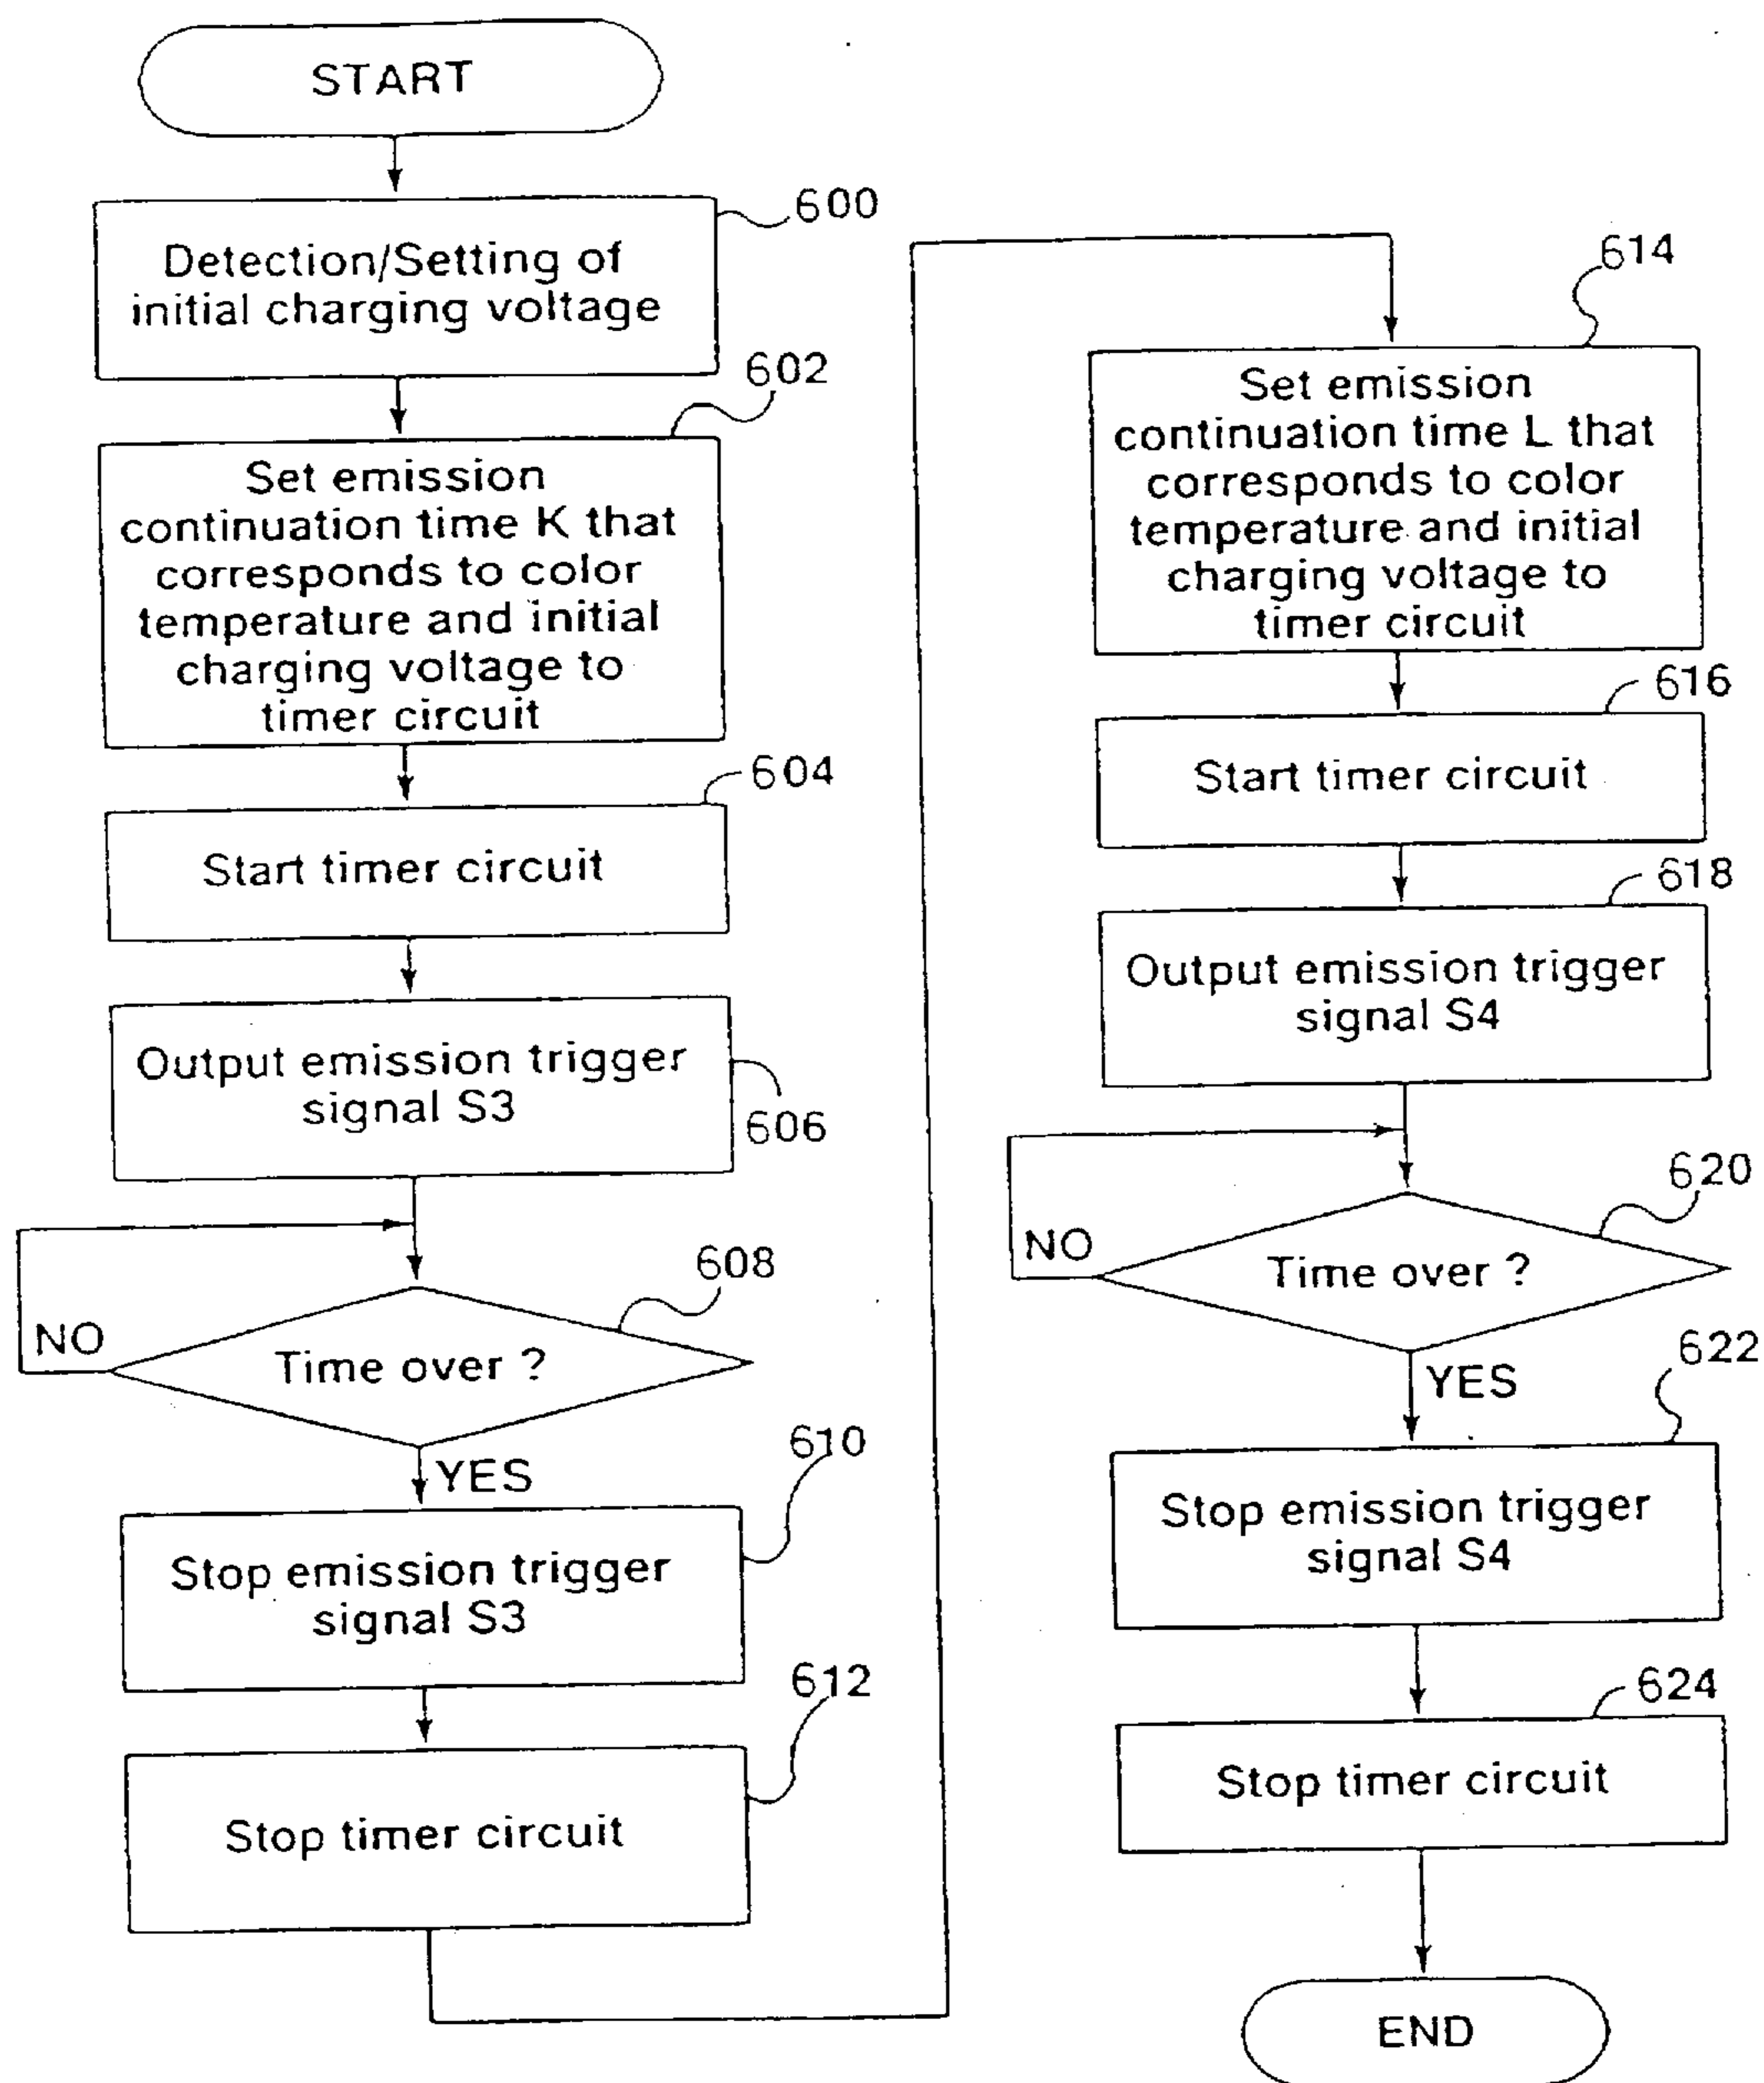 START
600
Detection/Setting of
initial charging voltage
602
Set emission
continuation time K that
corresponds to color
temperature and initial
charging voltage to
timer circuit
604
Start timer circuit
Output emission trigger
signal S3
606
608
NO
Time over ?
YES
610
Stop emission trigger
signal S3
612
Stop timer circuit
614
Set emission
continuation time L that
corresponds to color
temperature and initial
charging voltage to
timer circuit
616
Start timer circuit
618
Output emission trigger
signal S4
620
NO
Time over ?
YES
622
Stop emission trigger
signal S4
624
Stop timer circuit
END